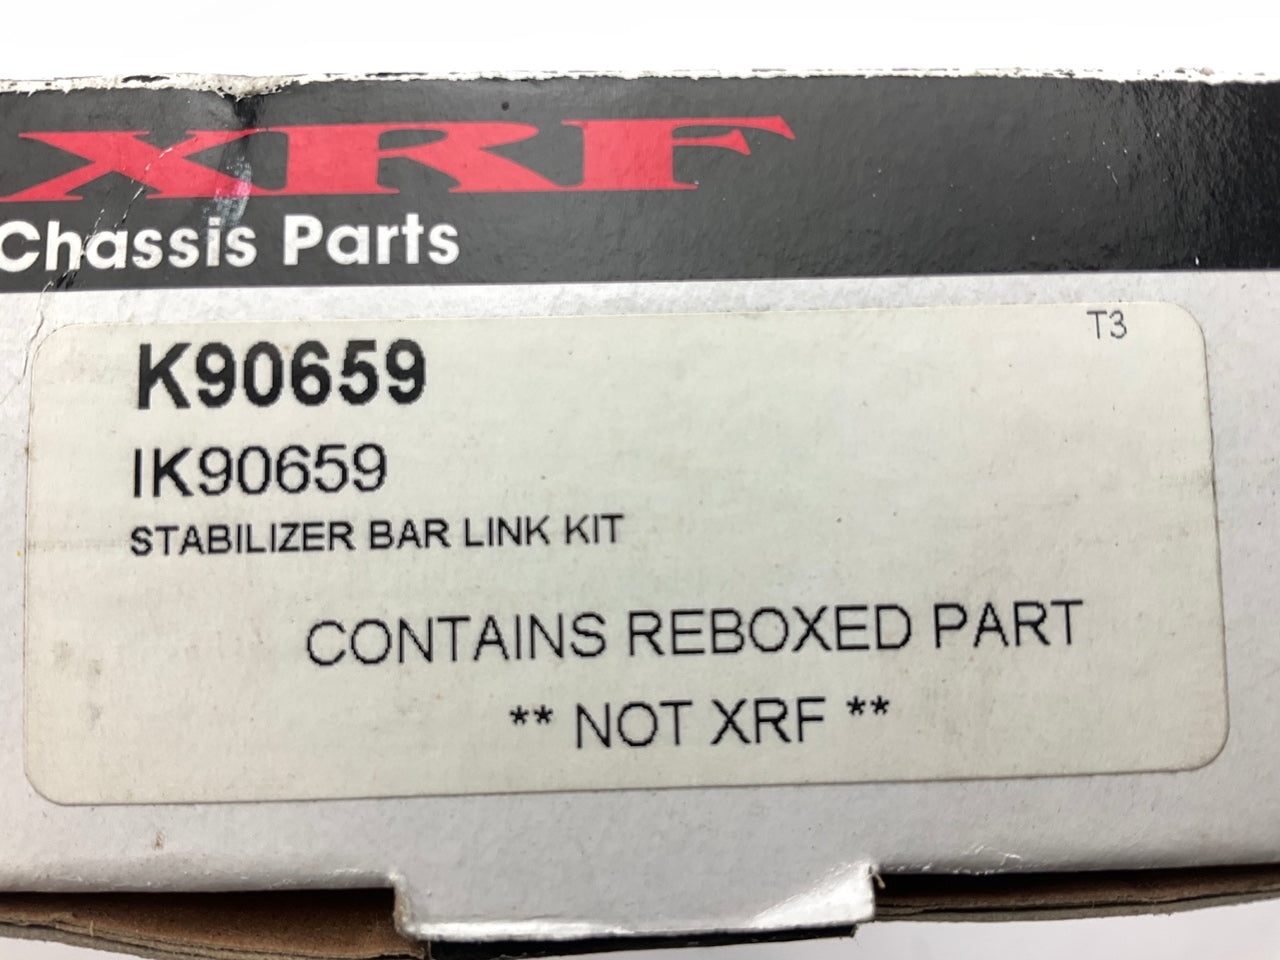 XRF
Chassis Parts
T3
K90659
IK90659
STABILIZER BAR LINK KIT
CONTAINS REBOXED PART
** NOT XRF **